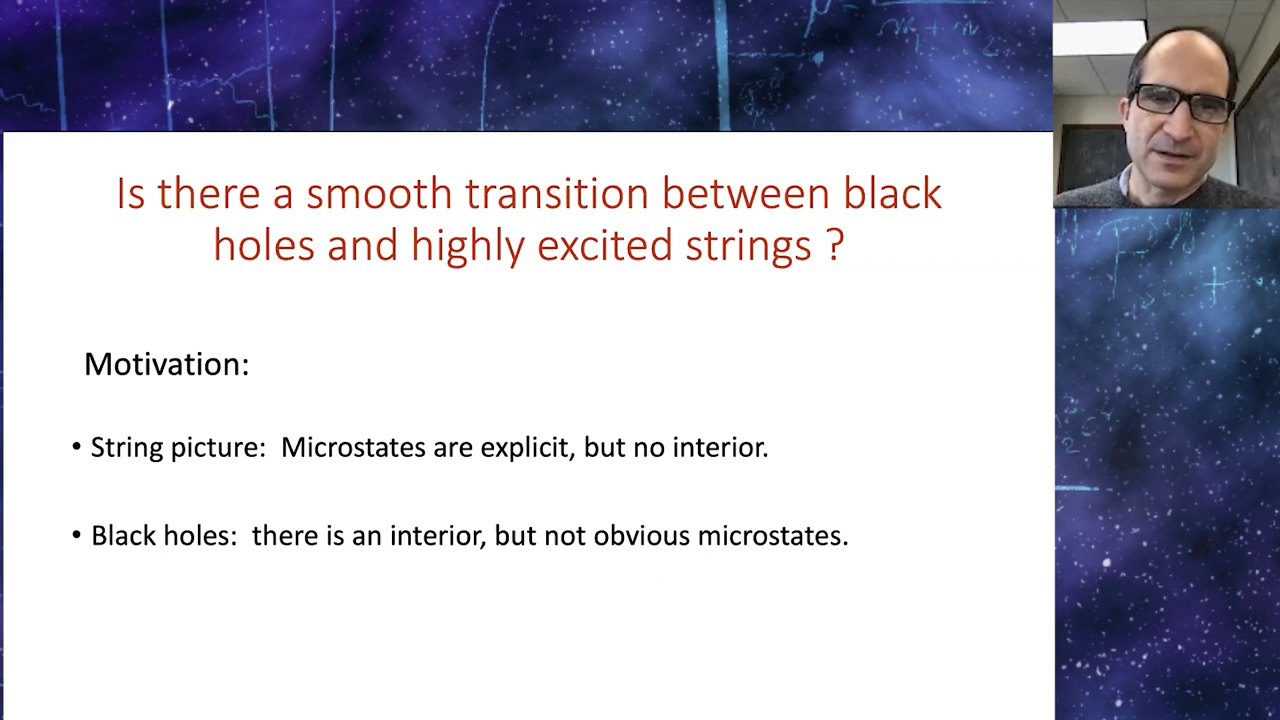 Is there a smooth transition between black
holes and highly excited strings ?
Motivation:
• String picture: Microstates are explicit, but no interior.
• Black holes: there is an interior, but not obvious microstates.